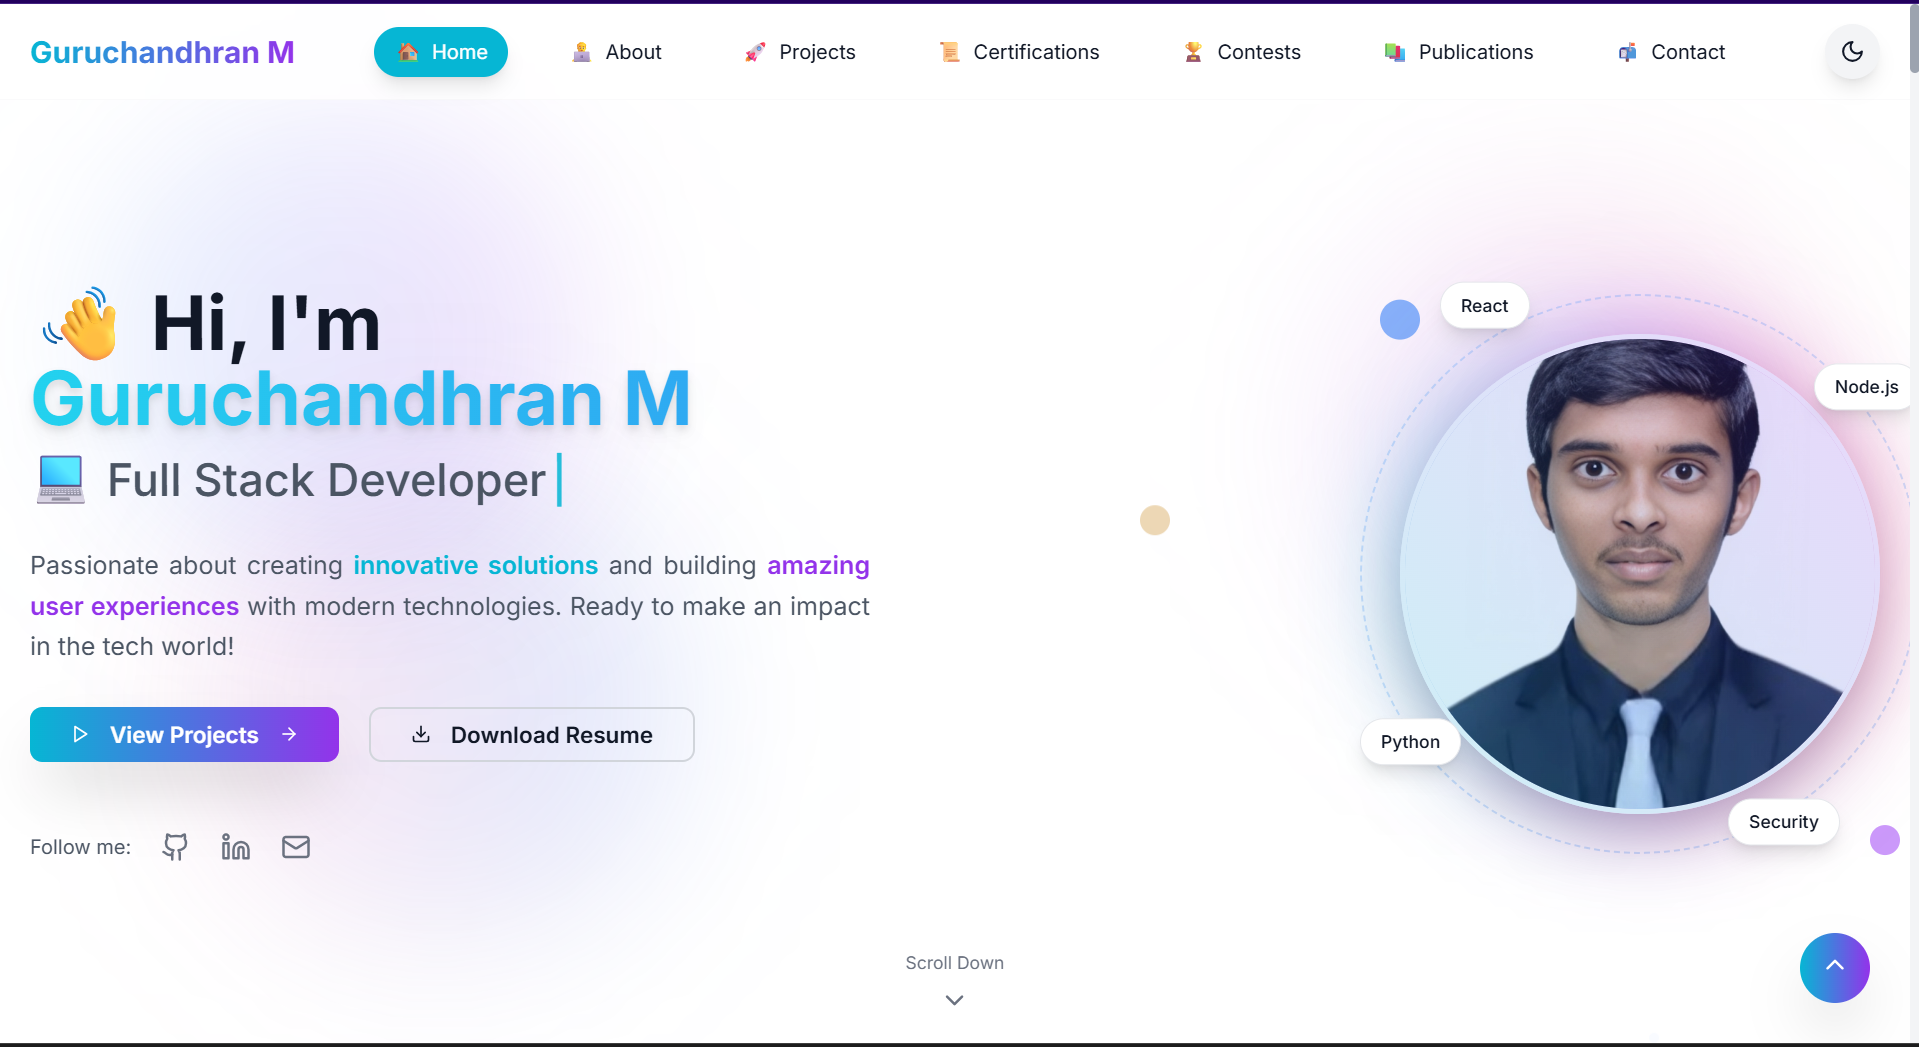 Guruchandhran M
Home
About
Projects
Certifications
Contests
Publications
Contact
Hi, I'm
Guruchandhran M
Full Stack Developer
Passionate about creating innovative solutions and building amazing
user experiences with modern technologies. Ready to make an impact
in the tech world!
View Projects
Download Resume
Follow me:
React
Node.js
Python
Security
Scroll Down